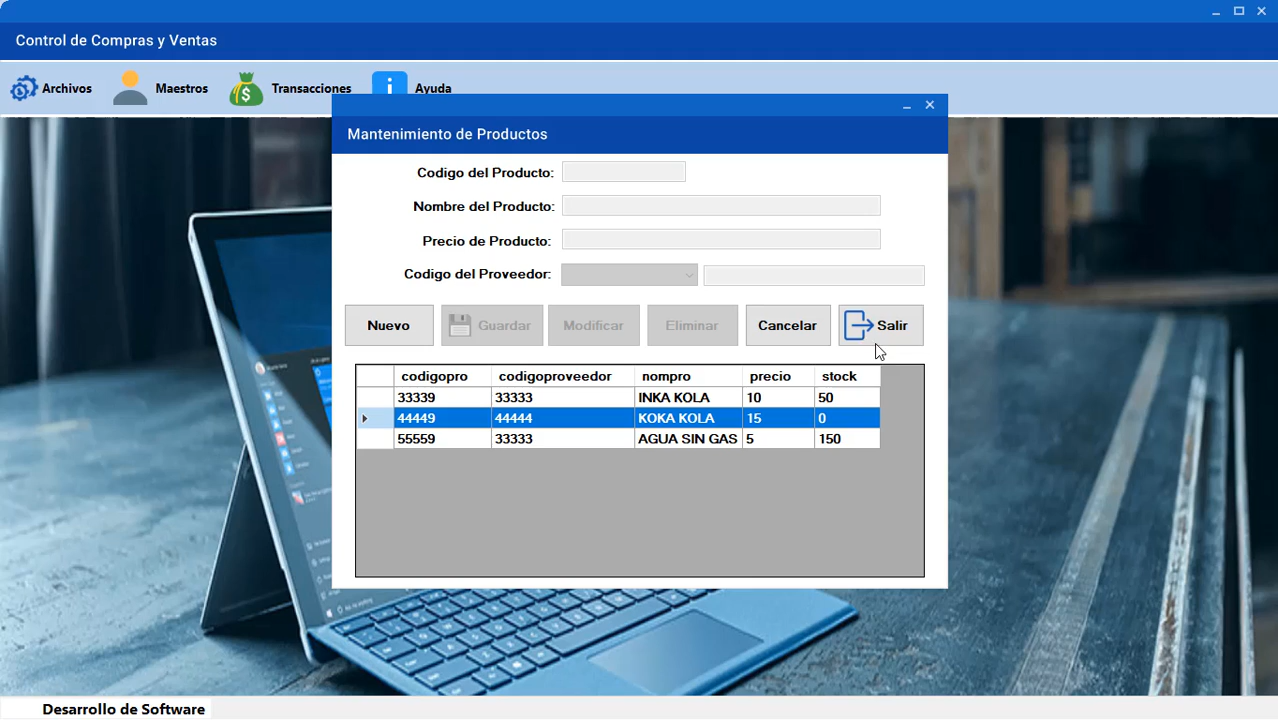 Control de Compras y Ventas
Archivos Maestros Transacciones Ayuda
Mantenimiento de Productos
Codigo del Producto:
Nombre del Producto:
Precio de Producto:
Codigo del Proveedor:
Nuevo Guardar Modificar Eliminar Cancelar Salir
codigopro codigoproveedor nompro precio stock
33339 33333 INKA KOLA 10 50
44449 44444 KOKA KOLA 15 0
55559 33333 AGUA SIN GAS 5 150
Desarrollo de Software